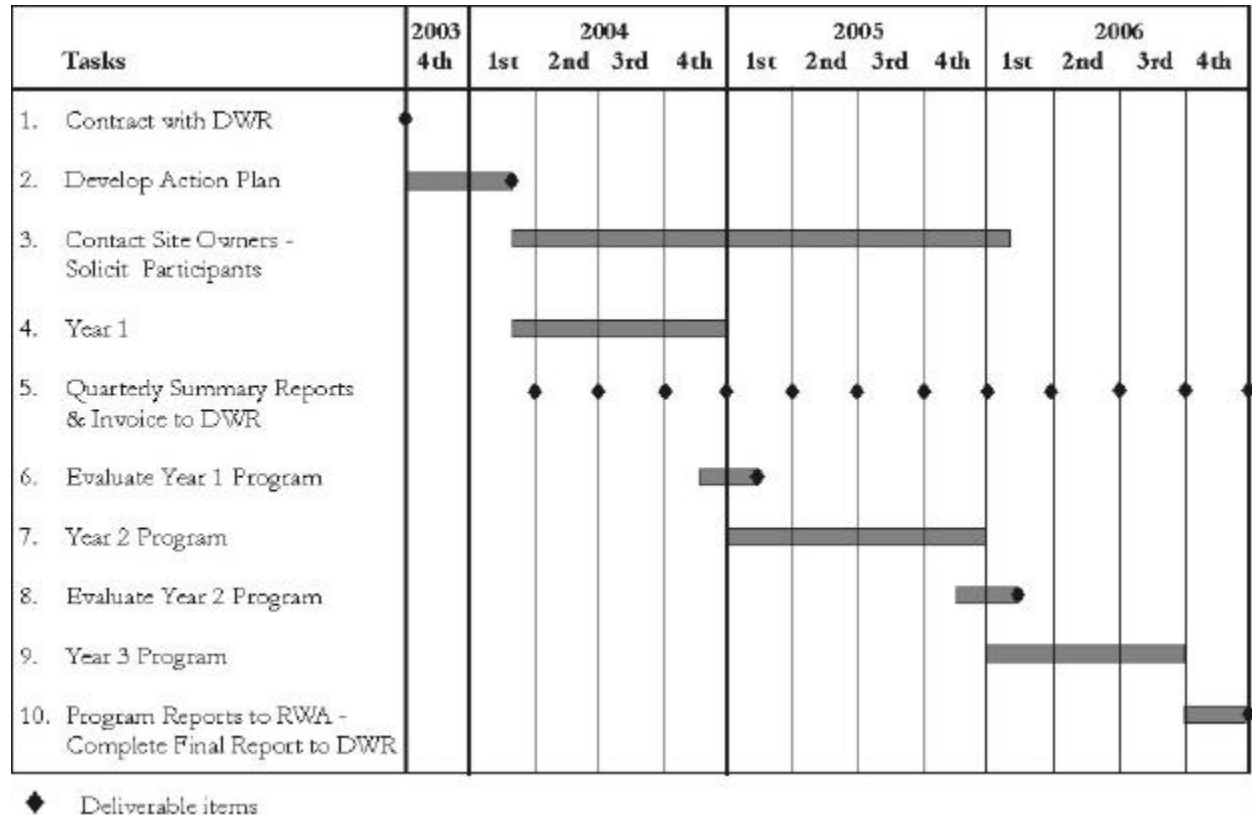 2003 2004 2005 2006
Tasks 4th 1st 2nd 3rd 4th 1st 2nd 3rd 4th 1st 2nd 3rd 4th
1. Contract with DWR
2. Develop Action Plan
3. Contact Site Owners -
Solicit Participants
4. Year 1
5. Quarterly Summary Reports
& Invoice to DWR
6. Evaluate Year 1 Program
7. Year 2 Program
8. Evaluate Year 2 Program
9. Year 3 Program
10. Program Reports to RWA -
Complete Final Report to DWR
Deliverable items